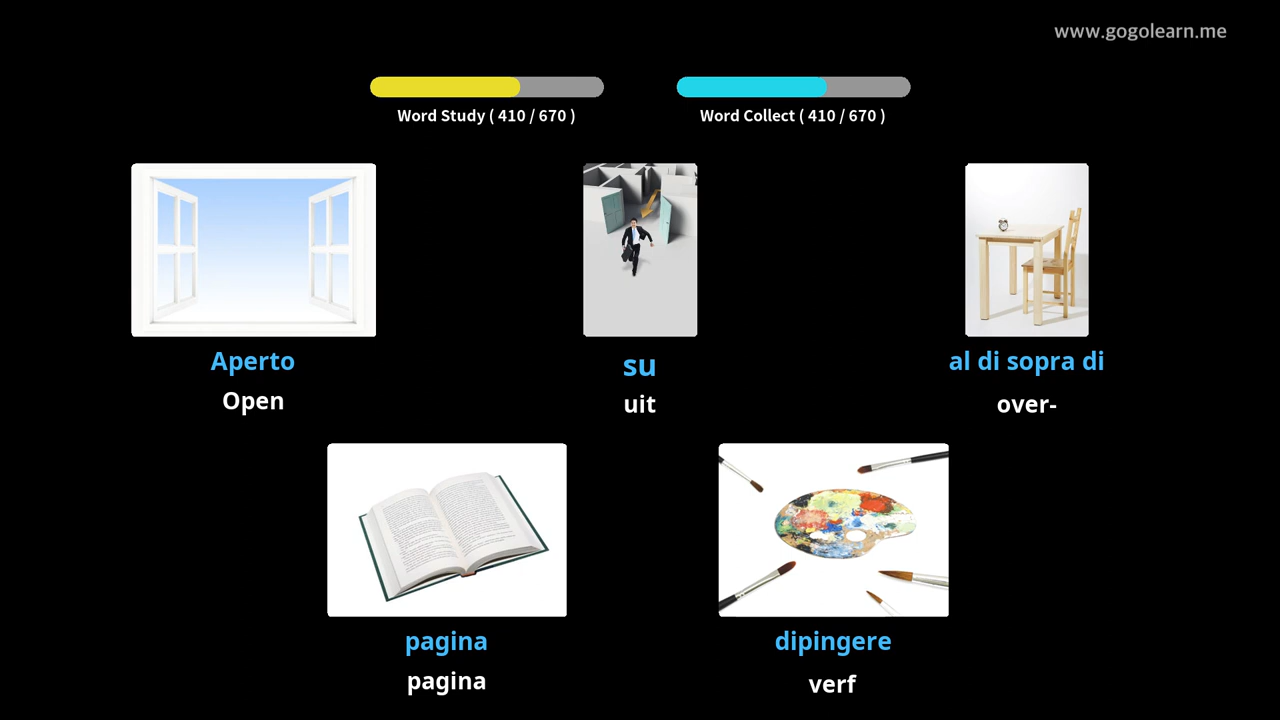 www.gogolearn.me
Word Study ( 410 / 670 )
Word Collect ( 410 / 670 )
Aperto
Open
su
uit
al di sopra di
over-
pagina
pagina
dipingere
verf